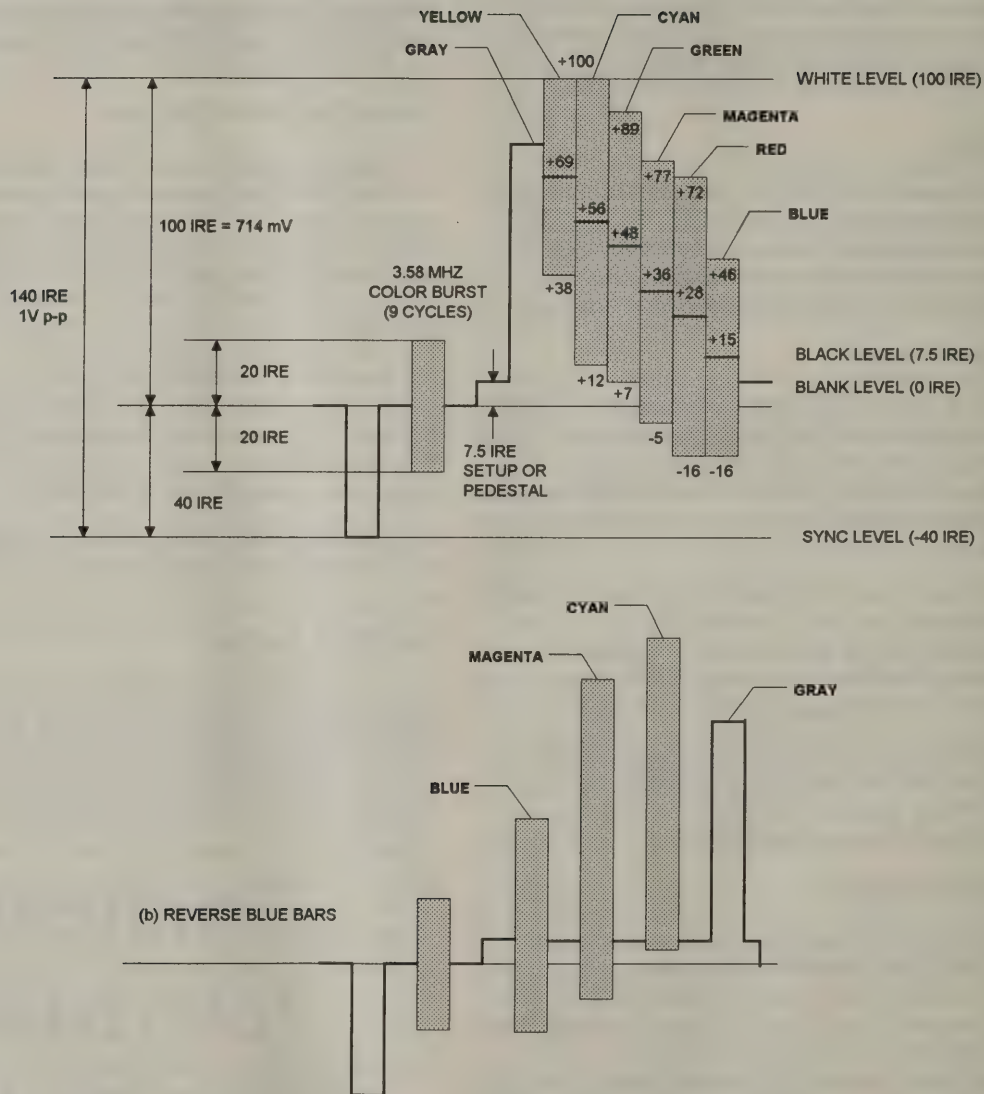 YELLOW
CYAN
GRAY
+100
GREEN
WHITE LEVEL (100 IRE)
+89
MAGENTA
+69
+77
RED
+72
100 IRE = 714 mV
+56
BLUE
+48
3.58 MHZ
COLOR BURST
(9 CYCLES)
+38
+36
+46
140 IRE
1V p-p
+28
+15
20 IRE
BLACK LEVEL (7.5 IRE)
+12
+7
BLANK LEVEL (0 IRE)
20 IRE
7.5 IRE
SETUP OR
PEDESTAL
-5
-16
-16
40 IRE
SYNC LEVEL (-40 IRE)
CYAN
MAGENTA
GRAY
BLUE
(b) REVERSE BLUE BARS